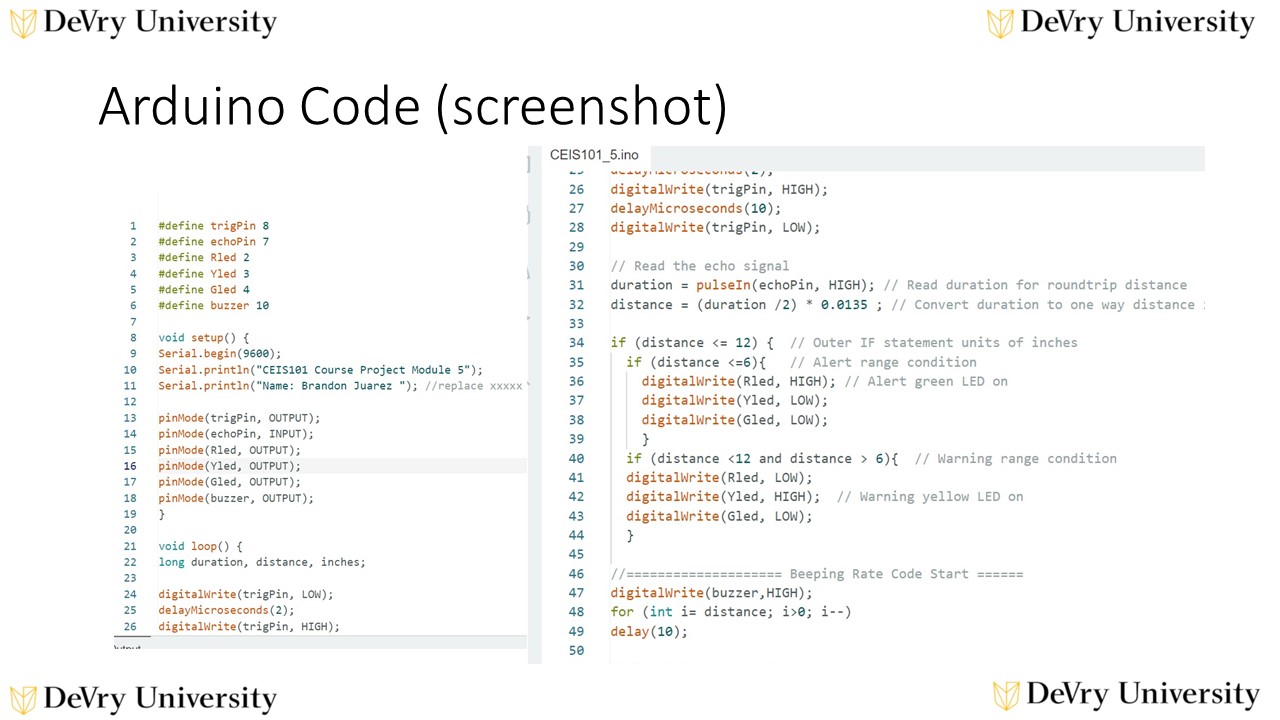 DeVry University
DeVry University
Arduino Code (screenshot)
1 #define trigPin 8
2 #define echoPin 7
3 #define Rled 2
4 #define Yled 3
5 #define Gled 4
6 #define buzzer 10
7
8 void setup() {
9 Serial.begin(9600);
10 Serial.println("CEIS101 Course Project Module 5");
11 Serial.println("Name: Brandon Juarez "); //replace xxxxx
12
13 pinMode(trigPin, OUTPUT);
14 pinMode(echoPin, INPUT);
15 pinMode(Rled, OUTPUT);
16 pinMode(Yled, OUTPUT);
17 pinMode(Gled, OUTPUT);
18 pinMode(buzzer, OUTPUT);
19 }
20
21 void loop() {
22 long duration, distance, inches;
23
24 digitalWrite(trigPin, LOW);
25 delayMicroseconds(2);
26 digitalWrite(trigPin, HIGH);
CEIS101_5.ino
25 delayMicroseconds(2);
26 digitalWrite(trigPin, HIGH);
27 delayMicroseconds(10);
28 digitalWrite(trigPin, LOW);
29
30 // Read the echo signal
31 duration = pulseIn(echoPin, HIGH); // Read duration for roundtrip distance
32 distance = (duration /2) * 0.0135 ; // Convert duration to one way distance
33
34 if (distance <= 12) { // Outer IF statement units of inches
35 if (distance <=6){ // Alert range condition
36 digitalWrite(Rled, HIGH); // Alert green LED on
37 digitalWrite(Yled, LOW);
38 digitalWrite(Gled, LOW);
39 }
40 if (distance <12 and distance > 6){ // Warning range condition
41 digitalWrite(Rled, LOW);
42 digitalWrite(Yled, HIGH); // Warning yellow LED on
43 digitalWrite(Gled, LOW);
44 }
45
46 //==================== Beeping Rate Code Start ======
47 digitalWrite(buzzer,HIGH);
48 for (int i= distance; i>0; i--)
49 delay(10);
50
DeVry University
DeVry University